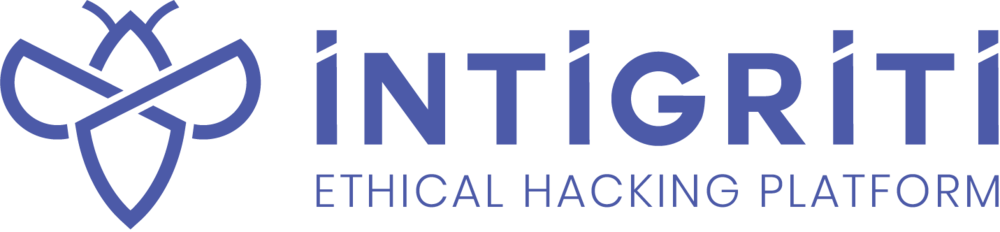 INTIGRITI
ETHICAL HACKING PLATFORM